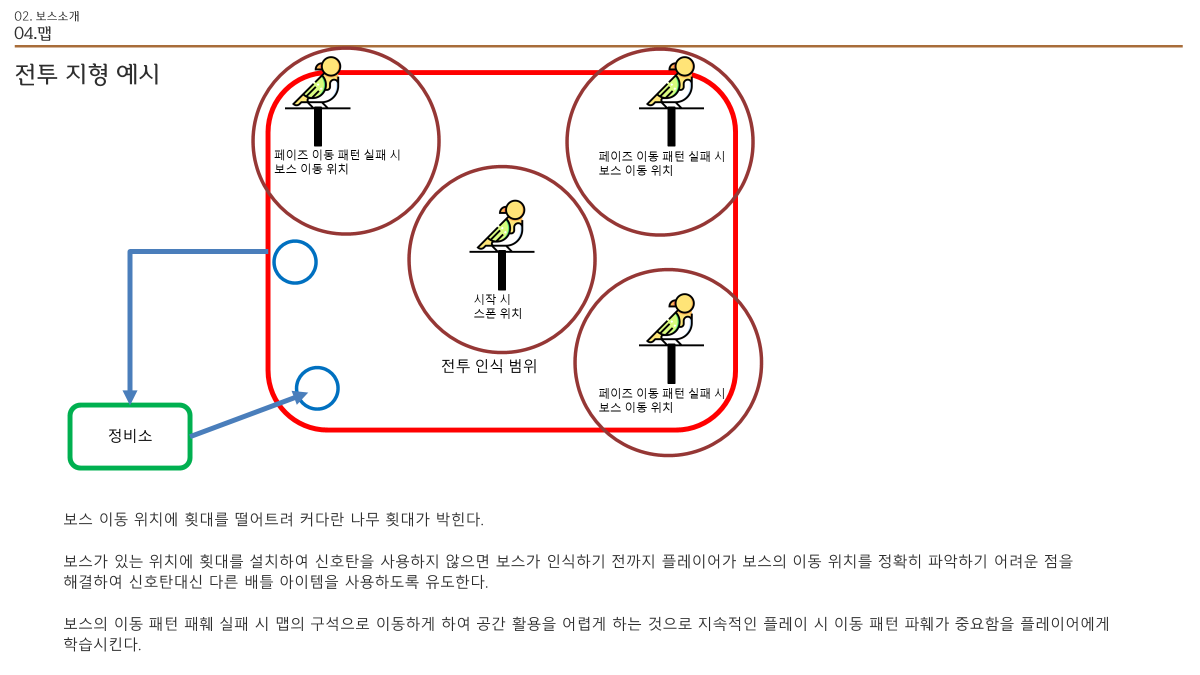 02. 보스소개
04.맵
전투 지형 예시
페이즈 이동 패턴 실패 시
보스 이동 위치
페이즈 이동 패턴 실패 시
보스 이동 위치
시작 시
스폰 위치
전투 인식 범위
페이즈 이동 패턴 실패 시
보스 이동 위치
정비소
보스 이동 위치에 횟대를 떨어트려 커다란 나무 횟대가 박힌다.
보스가 있는 위치에 횟대를 설치하여 신호탄을 사용하지 않으면 보스가 인식하기 전까지 플레이어가 보스의 이동 위치를 정확히 파악하기 어려운 점을
해결하여 신호탄대신 다른 배틀 아이템을 사용하도록 유도한다.
보스의 이동 패턴 패훼 실패 시 맵의 구석으로 이동하게 하여 공간 활용을 어렵게 하는 것으로 지속적인 플레이 시 이동 패턴 파훼가 중요함을 플레이어에게
학습시킨다.